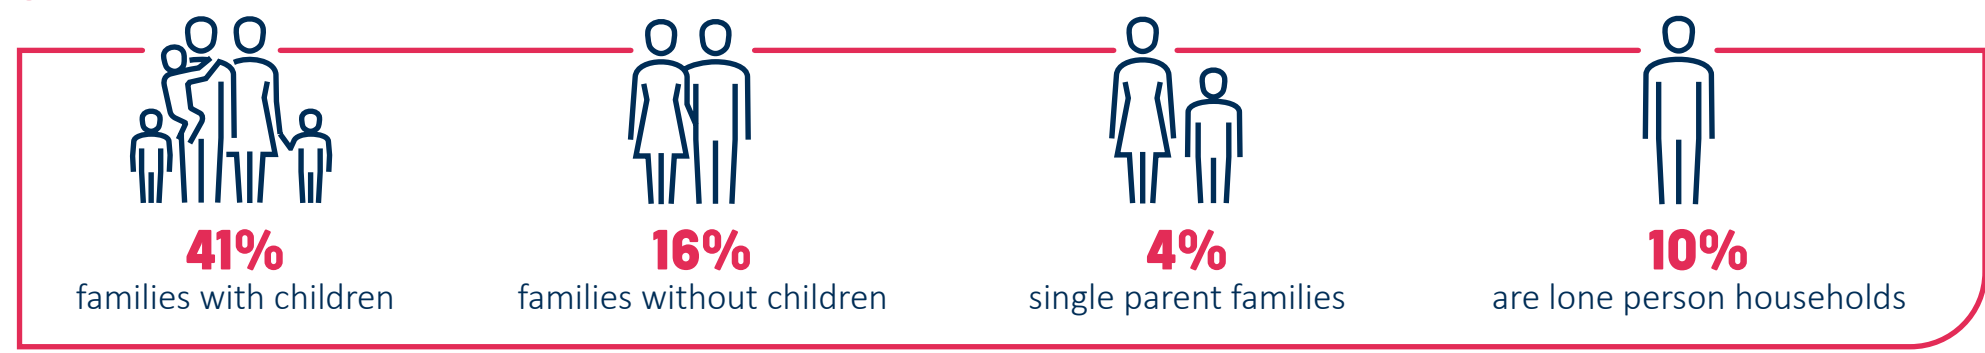 41%
families with children
16%
families without children
4%
single parent families
10%
are lone person households